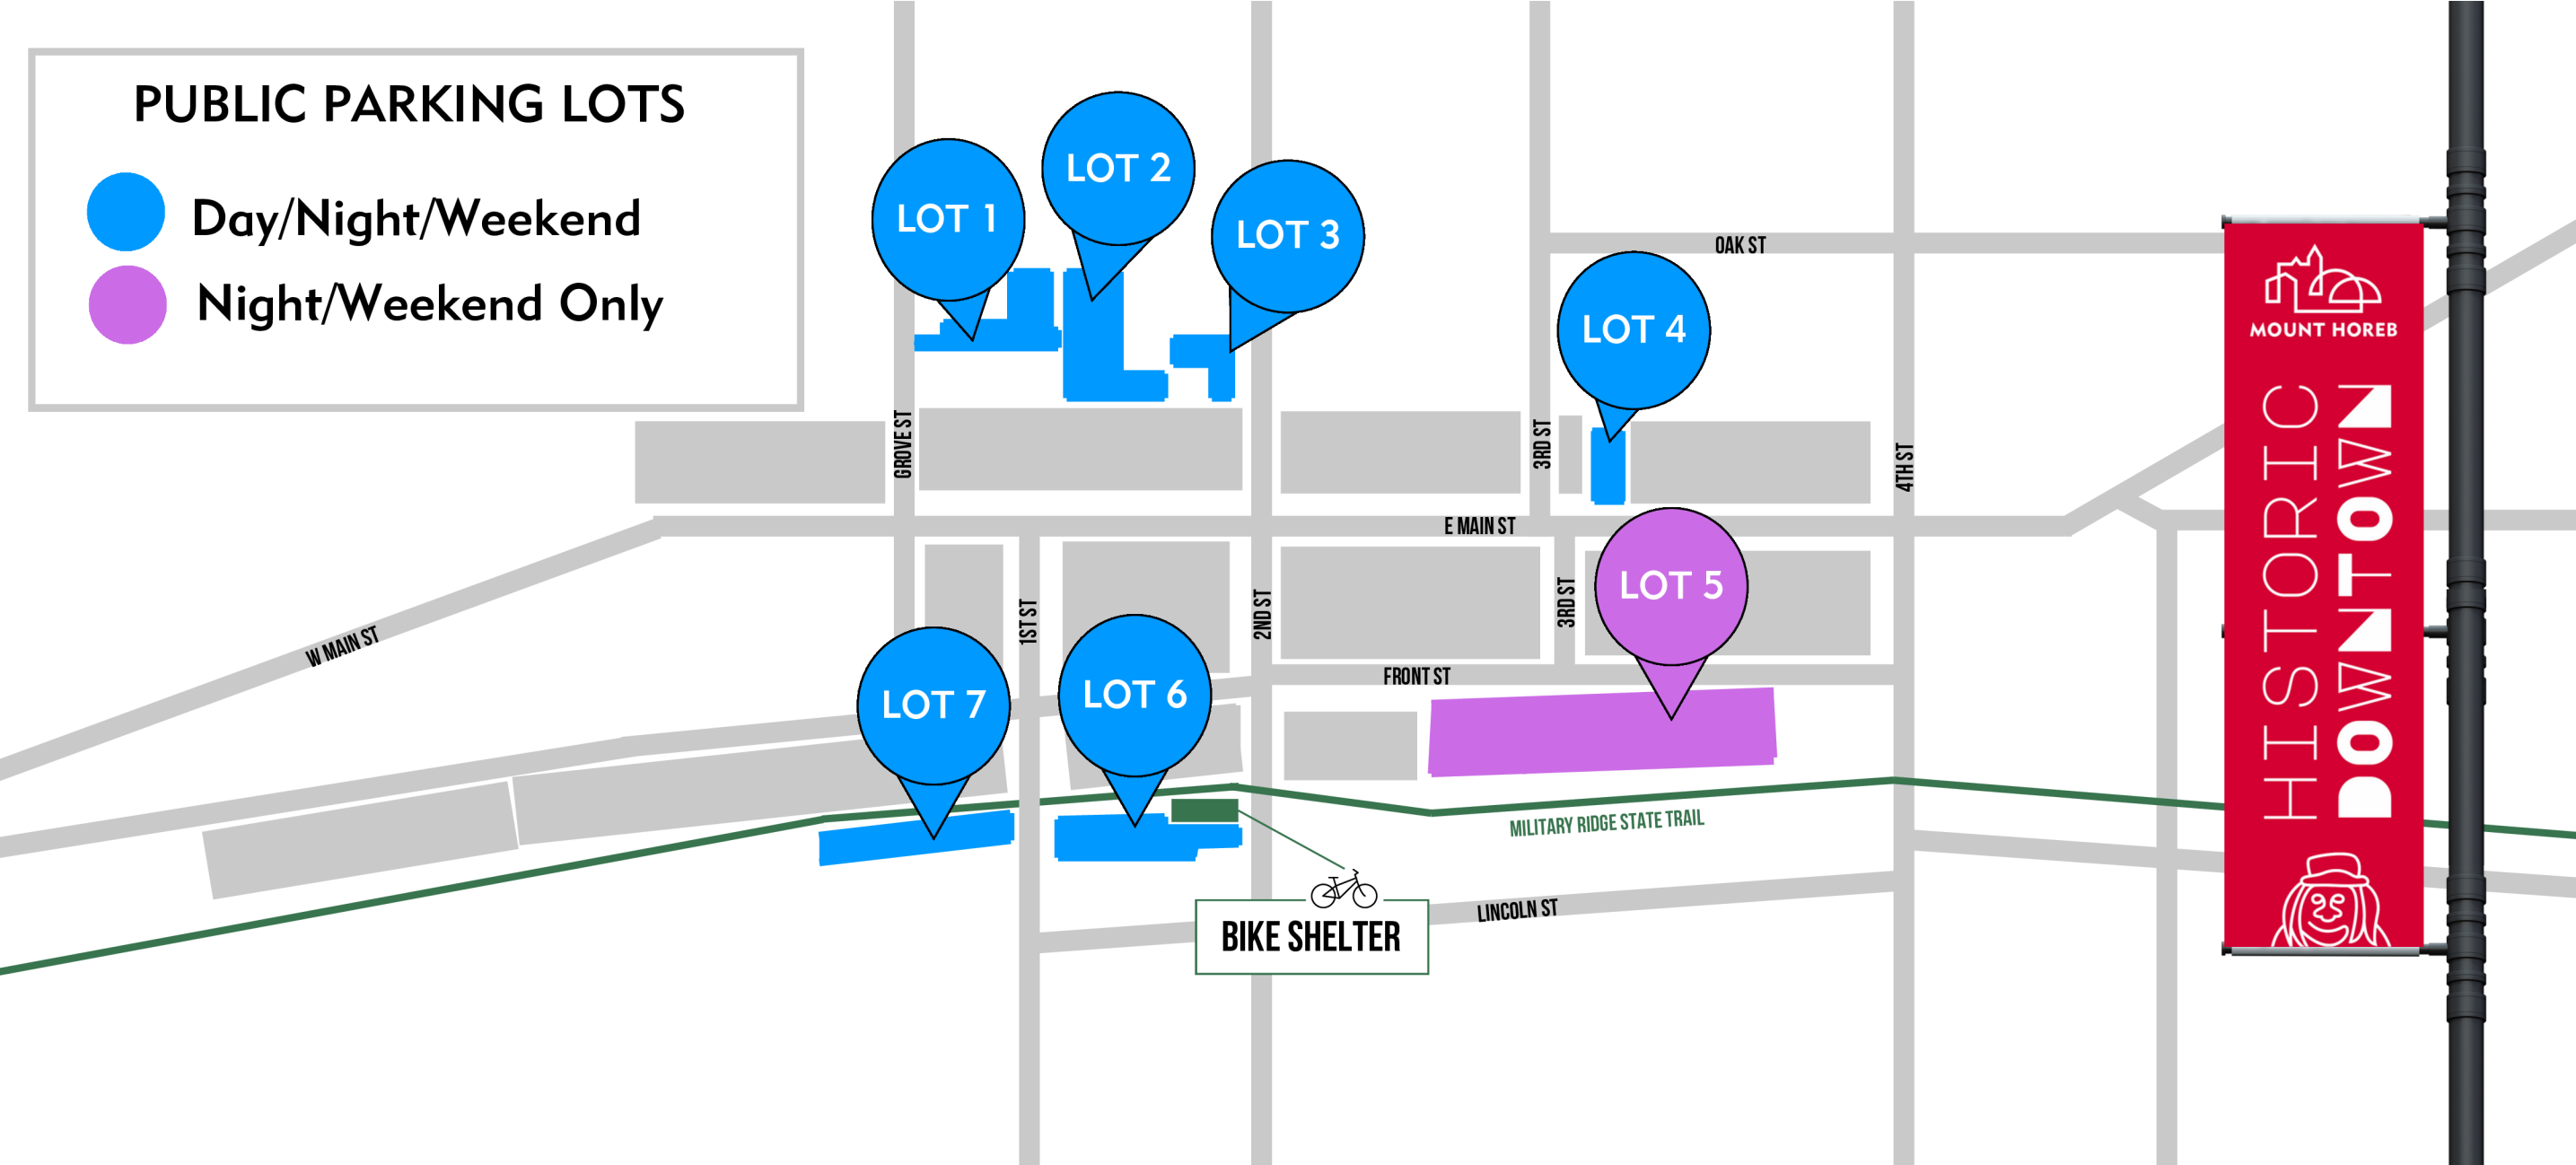 PUBLIC PARKING LOTS
Day/Night/Weekend
Night/Weekend Only
LOT 1
LOT 2
LOT 3
LOT 4
LOT 5
LOT 6
LOT 7
OAK ST
GROVE ST
3RD ST
4TH ST
E MAIN ST
W MAIN ST
1ST ST
2ND ST
3RD ST
FRONT ST
MILITARY RIDGE STATE TRAIL
LINCOLN ST
BIKE SHELTER
MOUNT HOREB
HISTORIC
DOWNTOWN